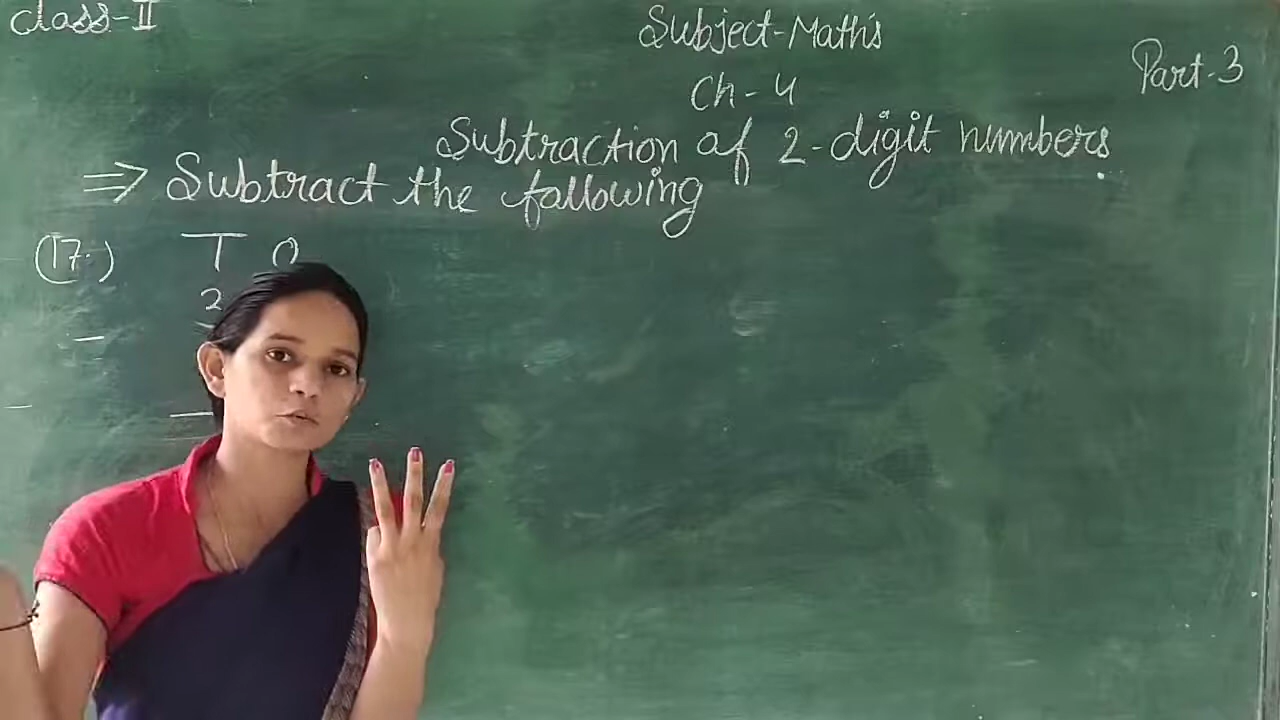 Class-II
Subject-Maths
Part-3
Ch-4
Subtraction of 2-digit numbers.
⇒ Subtract the following
(17.) T O
2
-